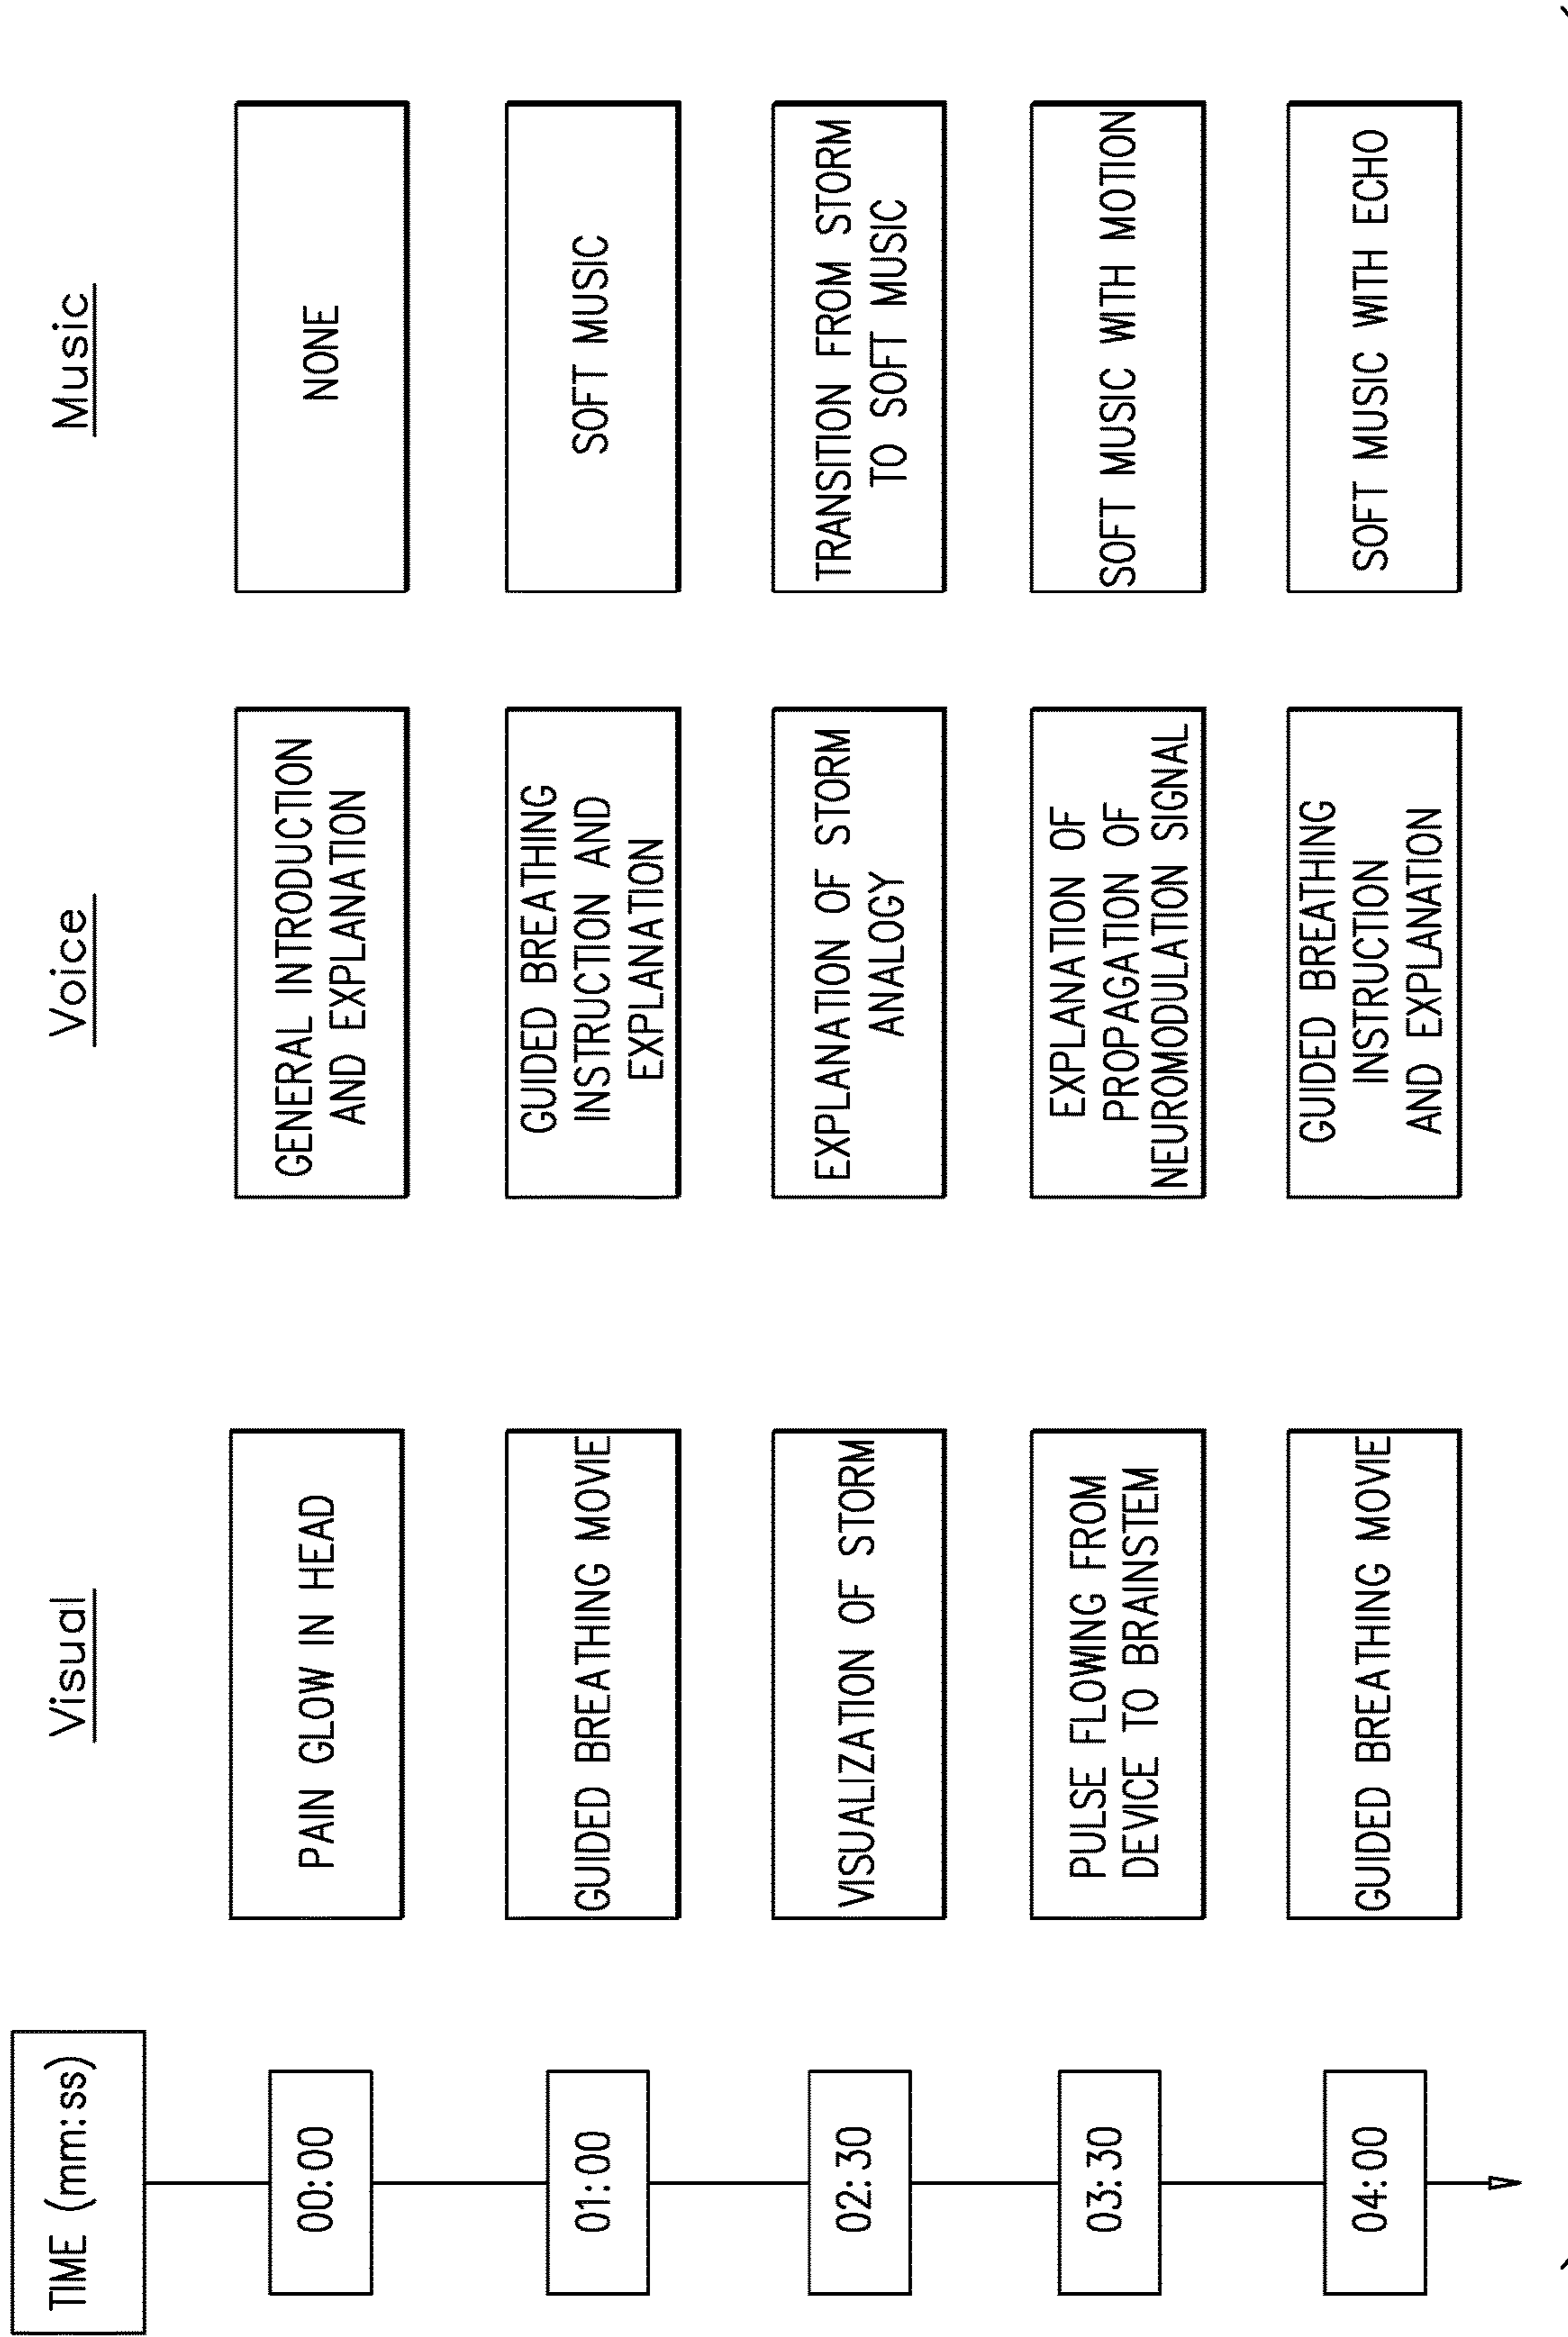 TIME (mm:ss)
Visual
Voice
Music
00:00
PAIN GLOW IN HEAD
GENERAL INTRODUCTION
AND EXPLANATION
NONE
01:00
GUIDED BREATHING MOVIE
GUIDED BREATHING
INSTRUCTION AND
EXPLANATION
SOFT MUSIC
02:30
VISUALIZATION OF STORM
EXPLANATION OF STORM
ANALOGY
TRANSITION FROM STORM
TO SOFT MUSIC
03:30
PULSE FLOWING FROM
DEVICE TO BRAINSTEM
EXPLANATION OF
PROPAGATION OF
NEUROMODULATION SIGNAL
SOFT MUSIC WITH MOTION
04:00
GUIDED BREATHING MOVIE
GUIDED BREATHING
INSTRUCTION
AND EXPLANATION
SOFT MUSIC WITH ECHO